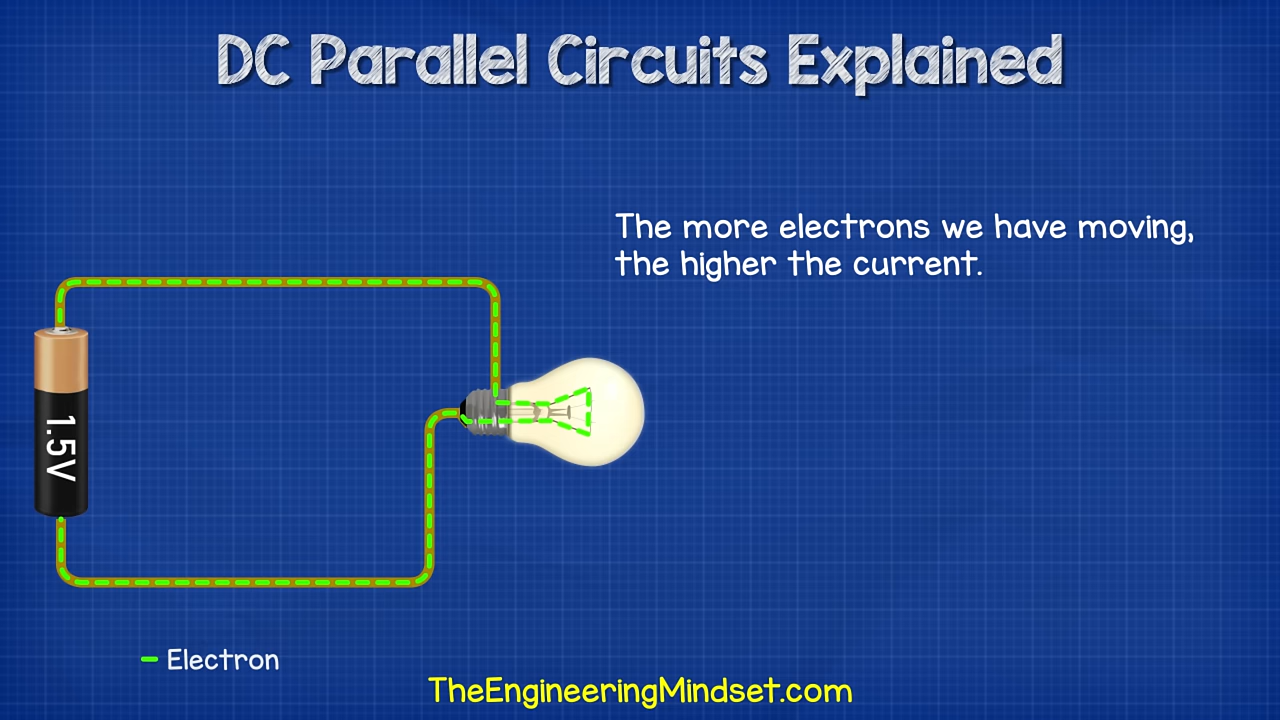 DC Parallel Circuits Explained
The more electrons we have moving,
the higher the current.
1.5V
Electron
TheEngineeringMindset.com